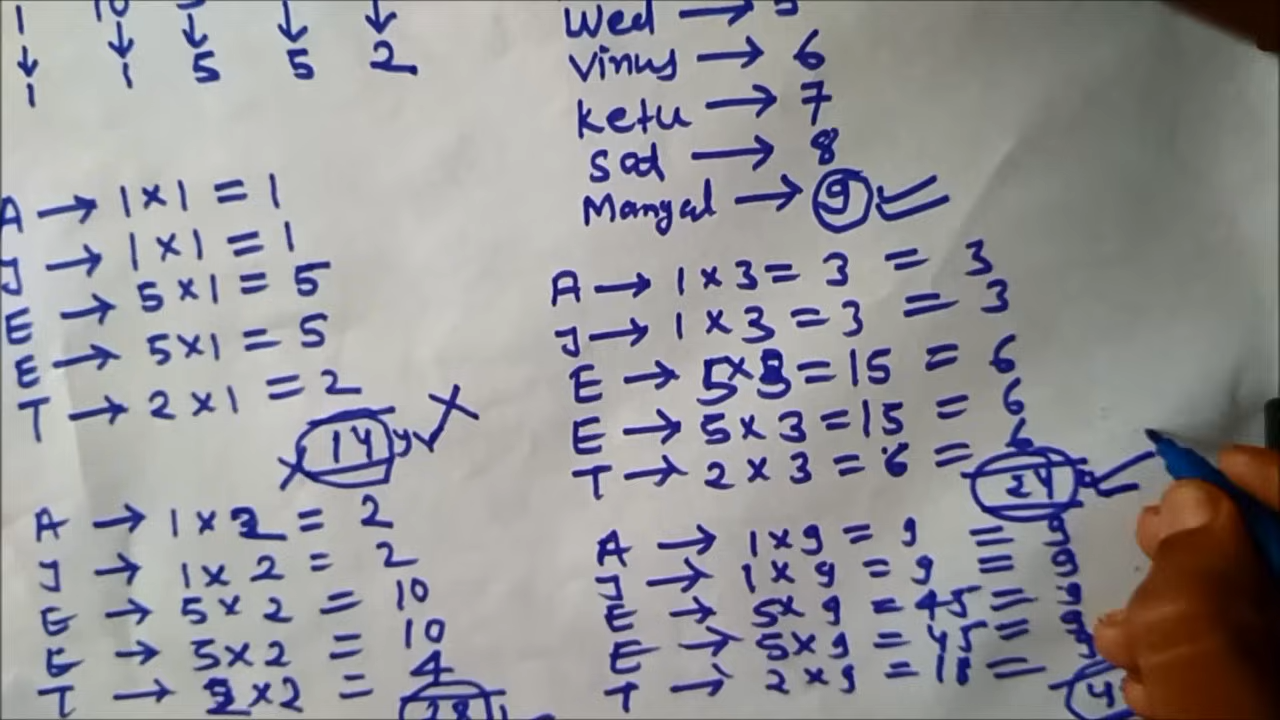 1 10
1 5 5 2
1
A → 1 × 1 = 1
J → 1 × 1 = 1
E → 5 × 1 = 5
E → 5 × 1 = 5
T → 2 × 1 = 2
14
A → 1 × 2 = 2
J → 1 × 2 = 2
E → 5 × 2 = 10
E → 5 × 2 = 10
T → 2 × 2 = 4
28
Wed →
Vinus → 6
Ketu → 7
Sad → 8
Mangal → 9
A → 1 × 3 = 3 = 3
J → 1 × 3 = 3 = 3
E → 5 × 3 = 15 = 6
E → 5 × 3 = 15 = 6
T → 2 × 3 = 6 = 6
24
A → 1 × 9 = 9 = 9
J → 1 × 9 = 9 = 9
E → 5 × 9 = 45 = 9
E → 5 × 9 = 45 = 9
T → 2 × 9 = 18 = 9